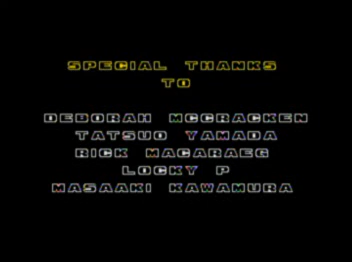 SPECIAL THANKS
TO
DEBORAH MCCRACKEN
TATSUO YAMADA
RICK MACARAEG
LOCKY P
MASAAKI KAWAMURA